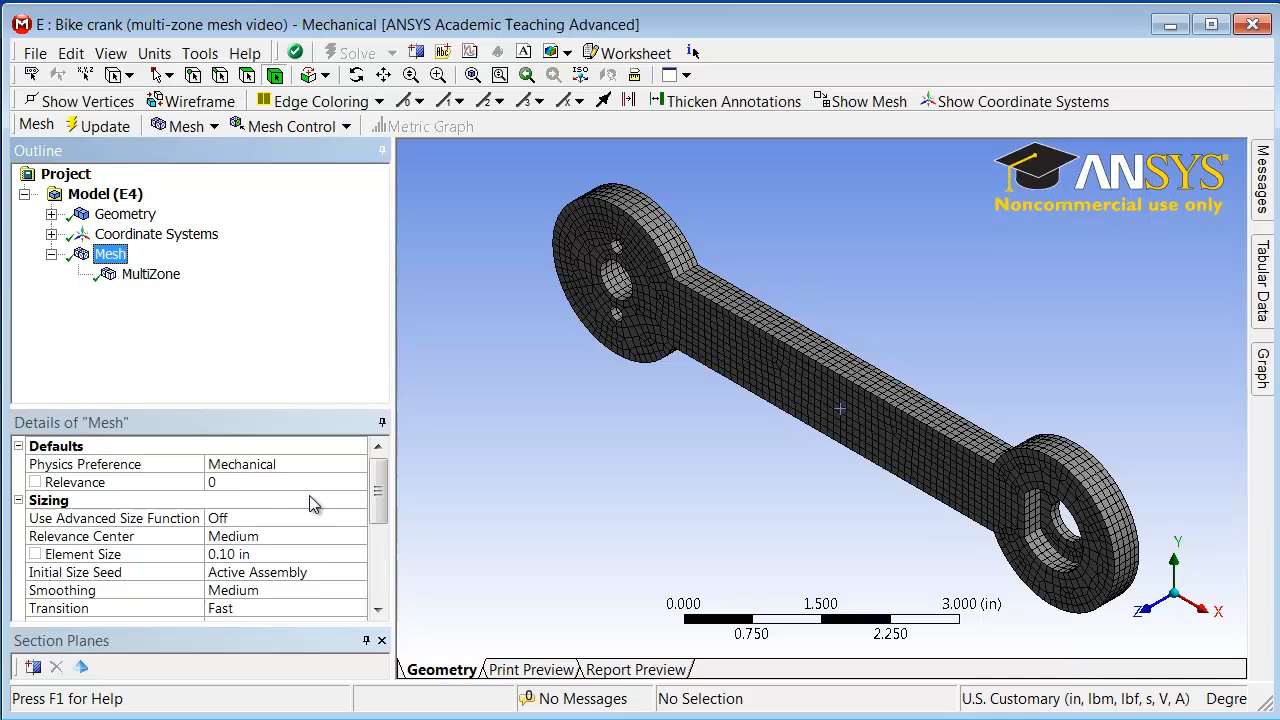 E : Bike crank (multi-zone mesh video) - Mechanical [ANSYS Academic Teaching Advanced]
File Edit View Units Tools Help Solve Worksheet
Show Vertices Wireframe Edge Coloring Thicken Annotations Show Mesh Show Coordinate Systems
Mesh Update Mesh Mesh Control Metric Graph
Outline
Project
Model (E4)
Geometry
Coordinate Systems
Mesh
MultiZone
Details of "Mesh"
Defaults
Physics Preference Mechanical
Relevance 0
Sizing
Use Advanced Size Function Off
Relevance Center Medium
Element Size 0.10 in
Initial Size Seed Active Assembly
Smoothing Medium
Transition Fast
Section Planes
ANSYS
Noncommercial use only
0.000 1.500 3.000 (in)
0.750 2.250
Y
Z X
Geometry Print Preview Report Preview
Messages
Tabular Data
Graph
Press F1 for Help 0 No Messages No Selection U.S. Customary (in, lbm, lbf, s, V, A) Degre